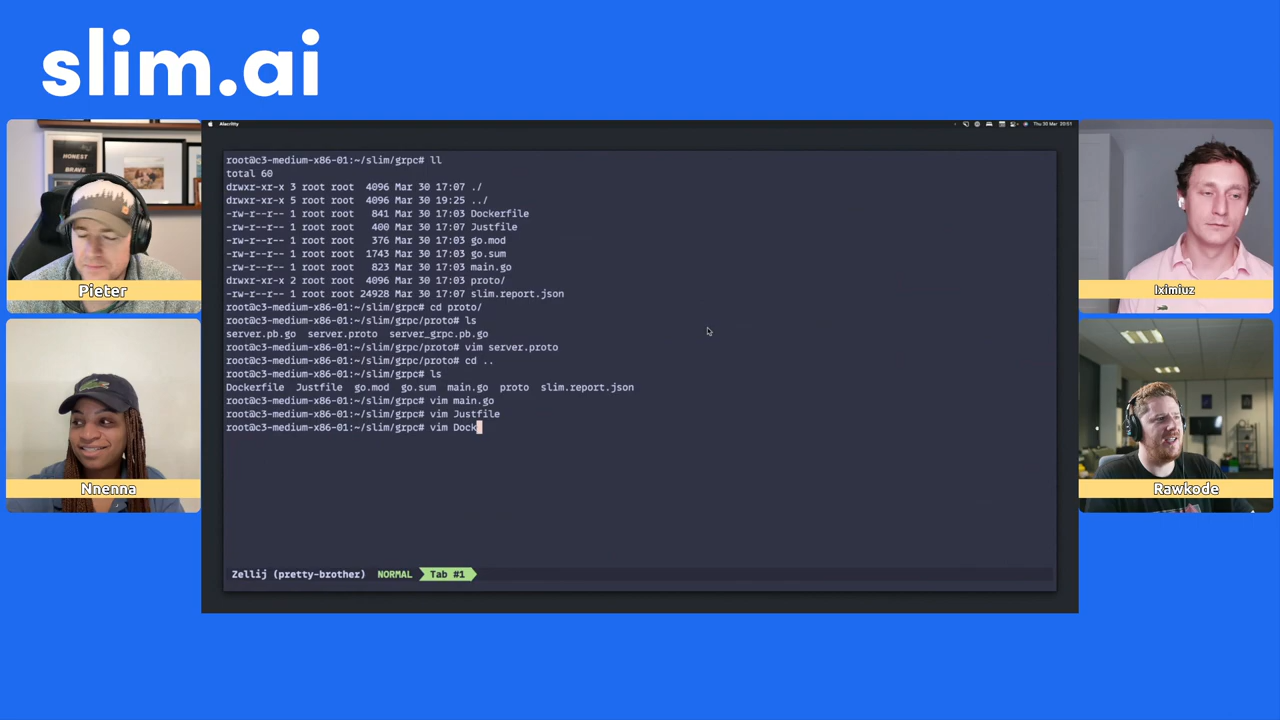 slim.ai
Alacritty
Thu 30 Mar 20:51
HONEST
BRAVE
Pieter
Nnenna
Iximiuz
Rawkode
root@c3-medium-x86-01:~/slim/grpc# ll
total 60
drwxr-xr-x 3 root root  4096 Mar 30 17:07 ./
drwxr-xr-x 5 root root  4096 Mar 30 19:25 ../
-rw-r--r-- 1 root root   841 Mar 30 17:03 Dockerfile
-rw-r--r-- 1 root root   400 Mar 30 17:07 Justfile
-rw-r--r-- 1 root root   376 Mar 30 17:03 go.mod
-rw-r--r-- 1 root root  1743 Mar 30 17:03 go.sum
-rw-r--r-- 1 root root   823 Mar 30 17:03 main.go
drwxr-xr-x 2 root root  4096 Mar 30 17:03 proto/
-rw-r--r-- 1 root root 24928 Mar 30 17:07 slim.report.json
root@c3-medium-x86-01:~/slim/grpc# cd proto/
root@c3-medium-x86-01:~/slim/grpc/proto# ls
server.pb.go  server.proto  server_grpc.pb.go
root@c3-medium-x86-01:~/slim/grpc/proto# vim server.proto
root@c3-medium-x86-01:~/slim/grpc/proto# cd ..
root@c3-medium-x86-01:~/slim/grpc# ls
Dockerfile  Justfile  go.mod  go.sum  main.go  proto  slim.report.json
root@c3-medium-x86-01:~/slim/grpc# vim main.go
root@c3-medium-x86-01:~/slim/grpc# vim Justfile
root@c3-medium-x86-01:~/slim/grpc# vim Dock
Zellij (pretty-brother)  NORMAL  Tab #1